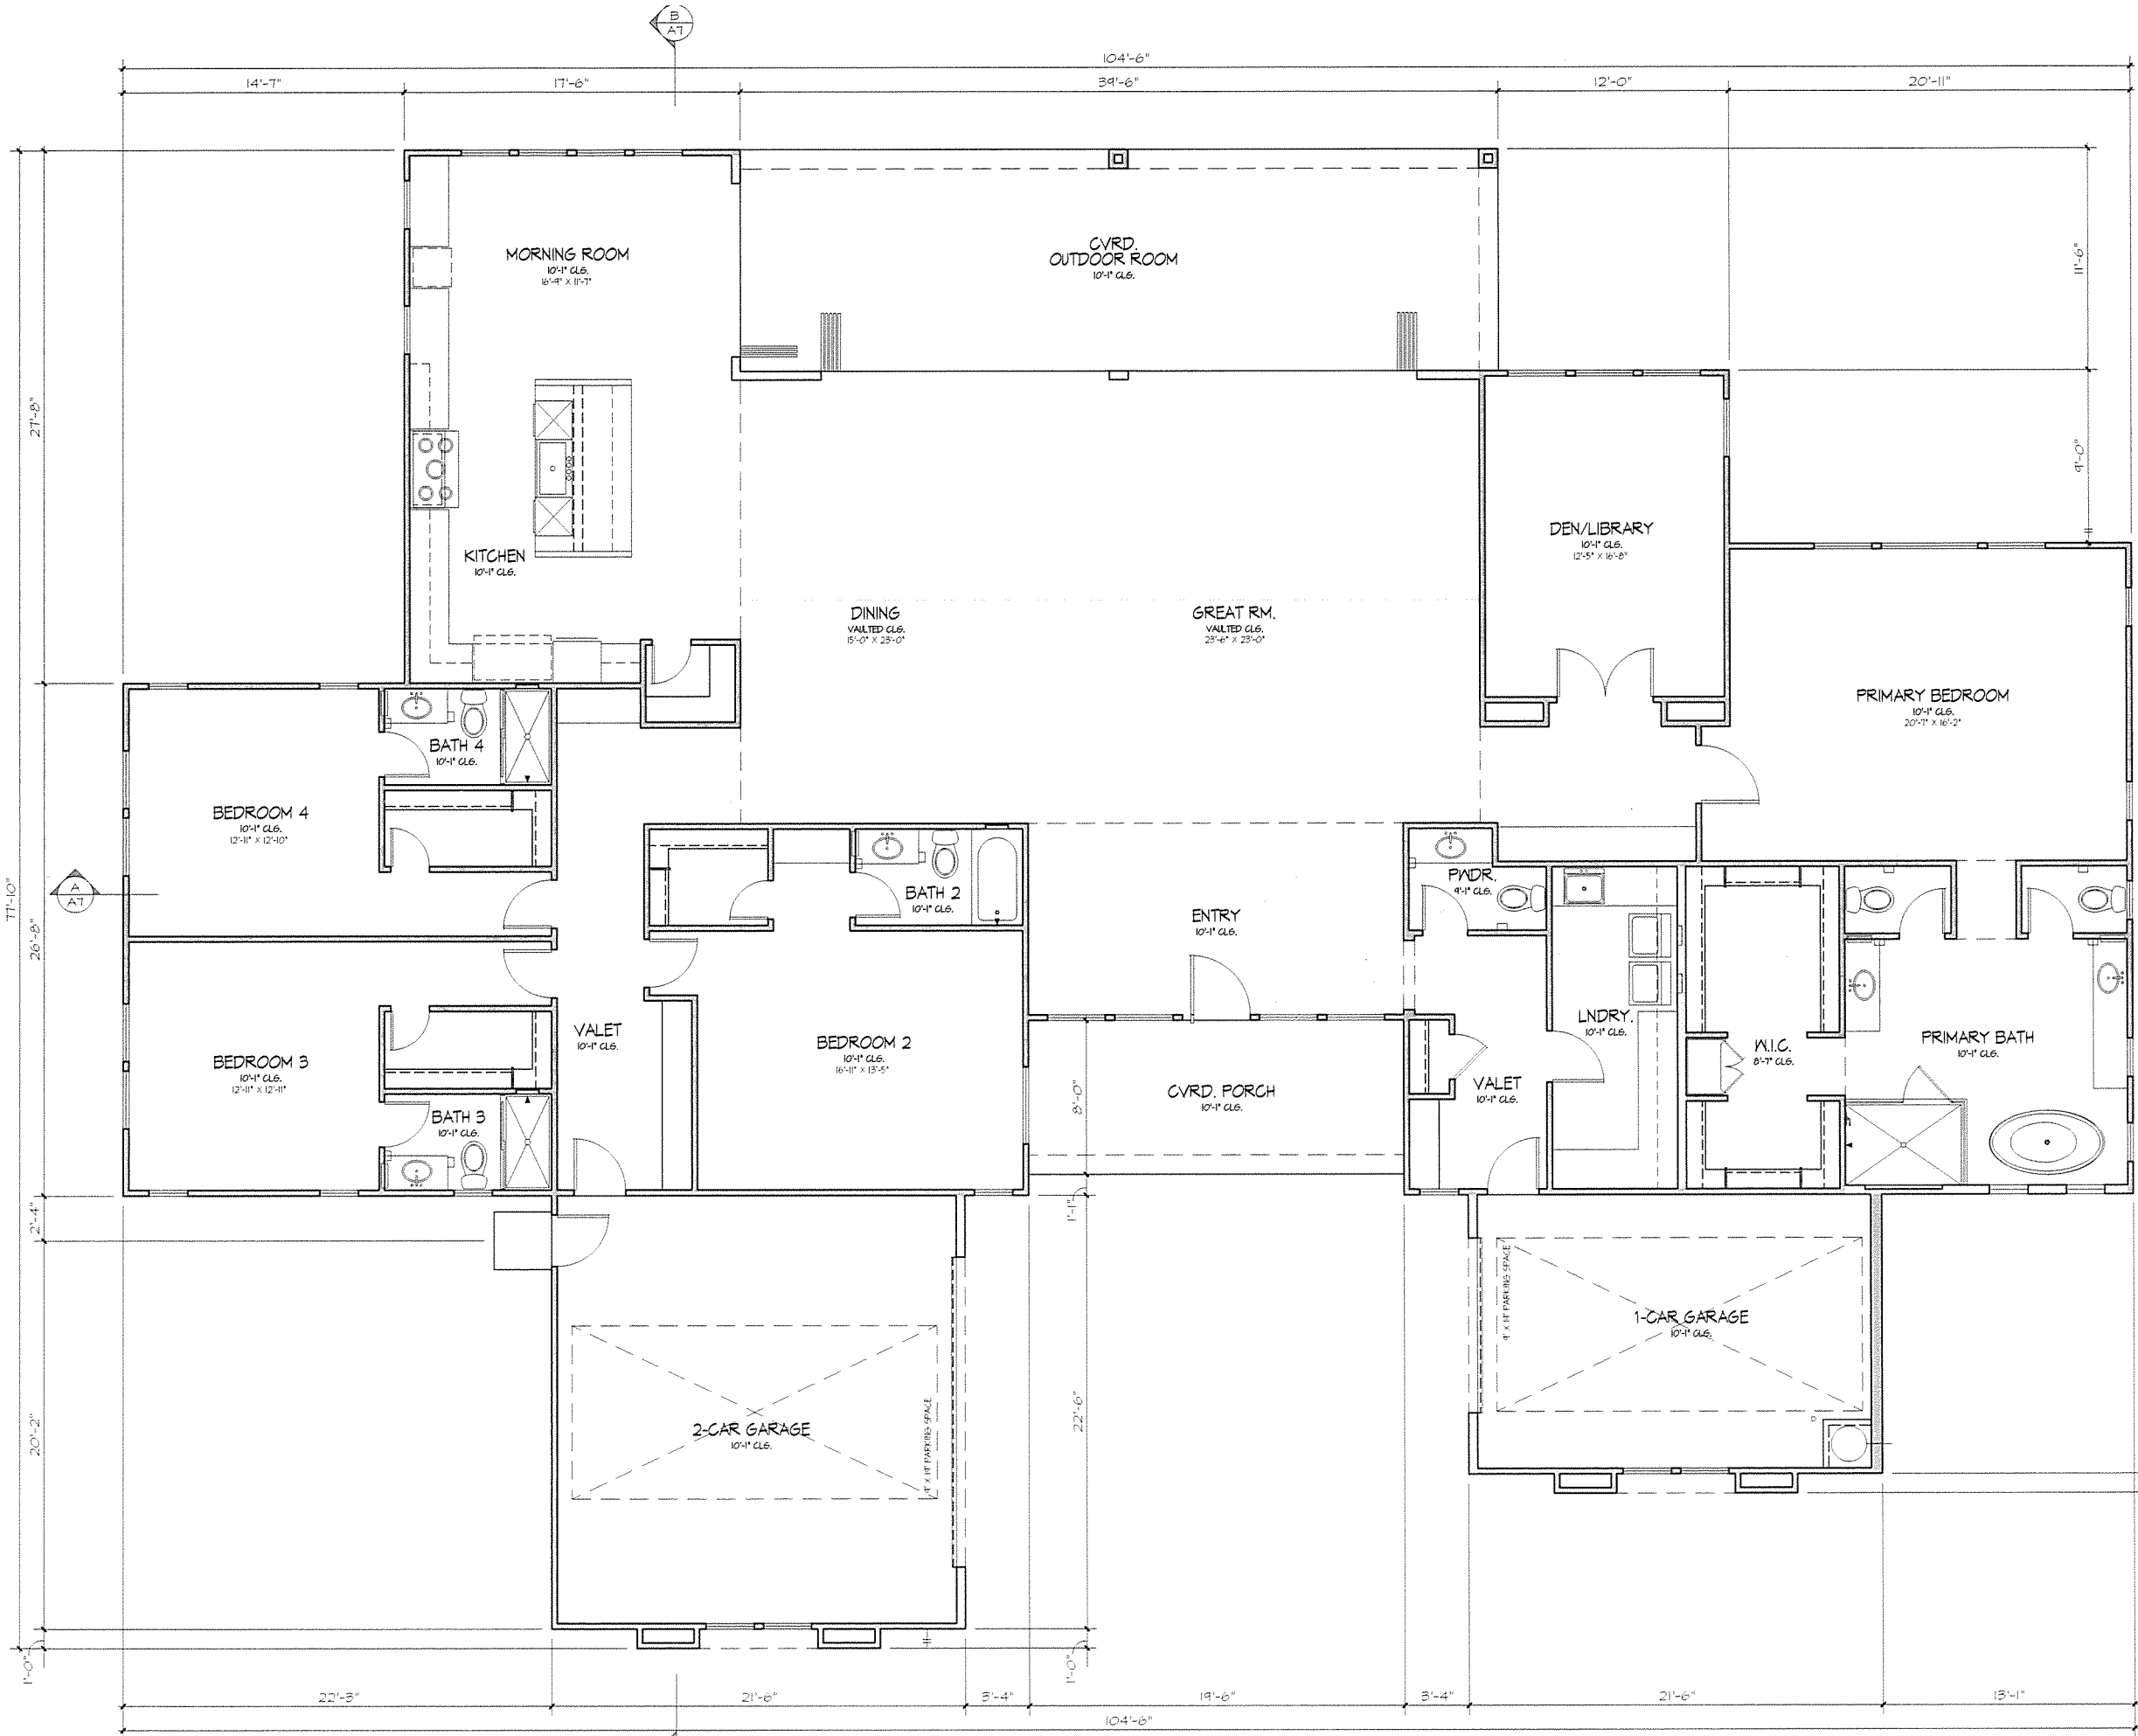 B
A7
104'-6"
14'-7"
17'-6"
39'-6"
12'-0"
20'-11"
MORNING ROOM
10'-1" CLG.
16'-9" X 11'-7"
CVRD.
OUTDOOR ROOM
10'-1" CLG.
11'-6"
27'-8"
9'-0"
KITCHEN
10'-1" CLG.
DEN/LIBRARY
10'-1" CLG.
12'-5" X 16'-8"
DINING
VAULTED CLG.
15'-0" X 23'-0"
GREAT RM.
VAULTED CLG.
23'-6" X 23'-0"
PRIMARY BEDROOM
10'-1" CLG.
20'-7" X 16'-2"
BATH 4
10'-1" CLG.
BEDROOM 4
10'-1" CLG.
12'-11" X 12'-10"
A
A7
77'-10"
26'-8"
BATH 2
10'-1" CLG.
PWDR.
9'-1" CLG.
ENTRY
10'-1" CLG.
VALET
10'-1" CLG.
BEDROOM 2
10'-1" CLG.
16'-11" X 13'-5"
LNDRY.
10'-1" CLG.
W.I.C.
8'-7" CLG.
PRIMARY BATH
10'-1" CLG.
BEDROOM 3
10'-1" CLG.
12'-11" X 12'-11"
BATH 3
10'-1" CLG.
CVRD. PORCH
10'-1" CLG.
8'-0"
VALET
10'-1" CLG.
2'-4"
1'-1"
9' X 19' PARKING SPACE
1-CAR GARAGE
10'-1" CLG.
20'-2"
22'-6"
2-CAR GARAGE
10'-1" CLG.
9' X 19' PARKING SPACE
1'-0"
1'-0"
22'-3"
21'-6"
3'-4"
19'-6"
3'-4"
21'-6"
13'-1"
104'-6"